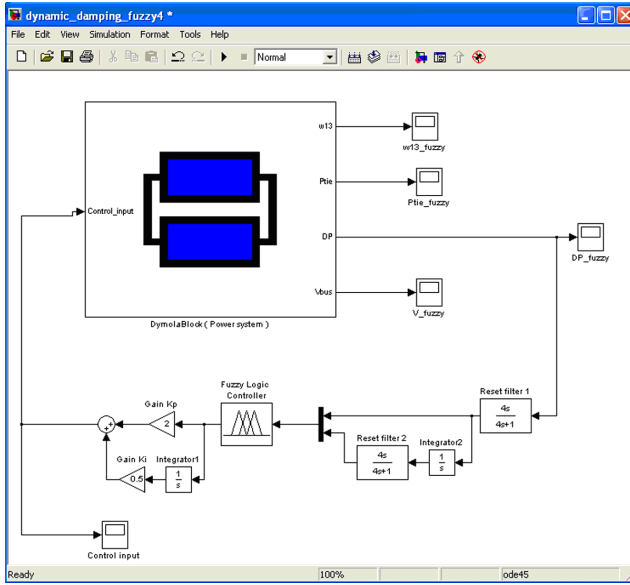 dynamic_damping_fuzzy4 *
File Edit View Simulation Format Tools Help
Normal
w13
w13_fuzzy
Ptie
Ptie_fuzzy
Control_input
DP
DP_fuzzy
Vbus
V_fuzzy
DymolaBlock ( Power system )
Fuzzy Logic
Controller
Reset filter 1
4s
4s+1
Gain Kp
2
Reset filter 2
4s
4s+1
Integrator2
1
s
Gain Ki
0.5
Integrator1
1
s
Control input
Ready 100% ode45